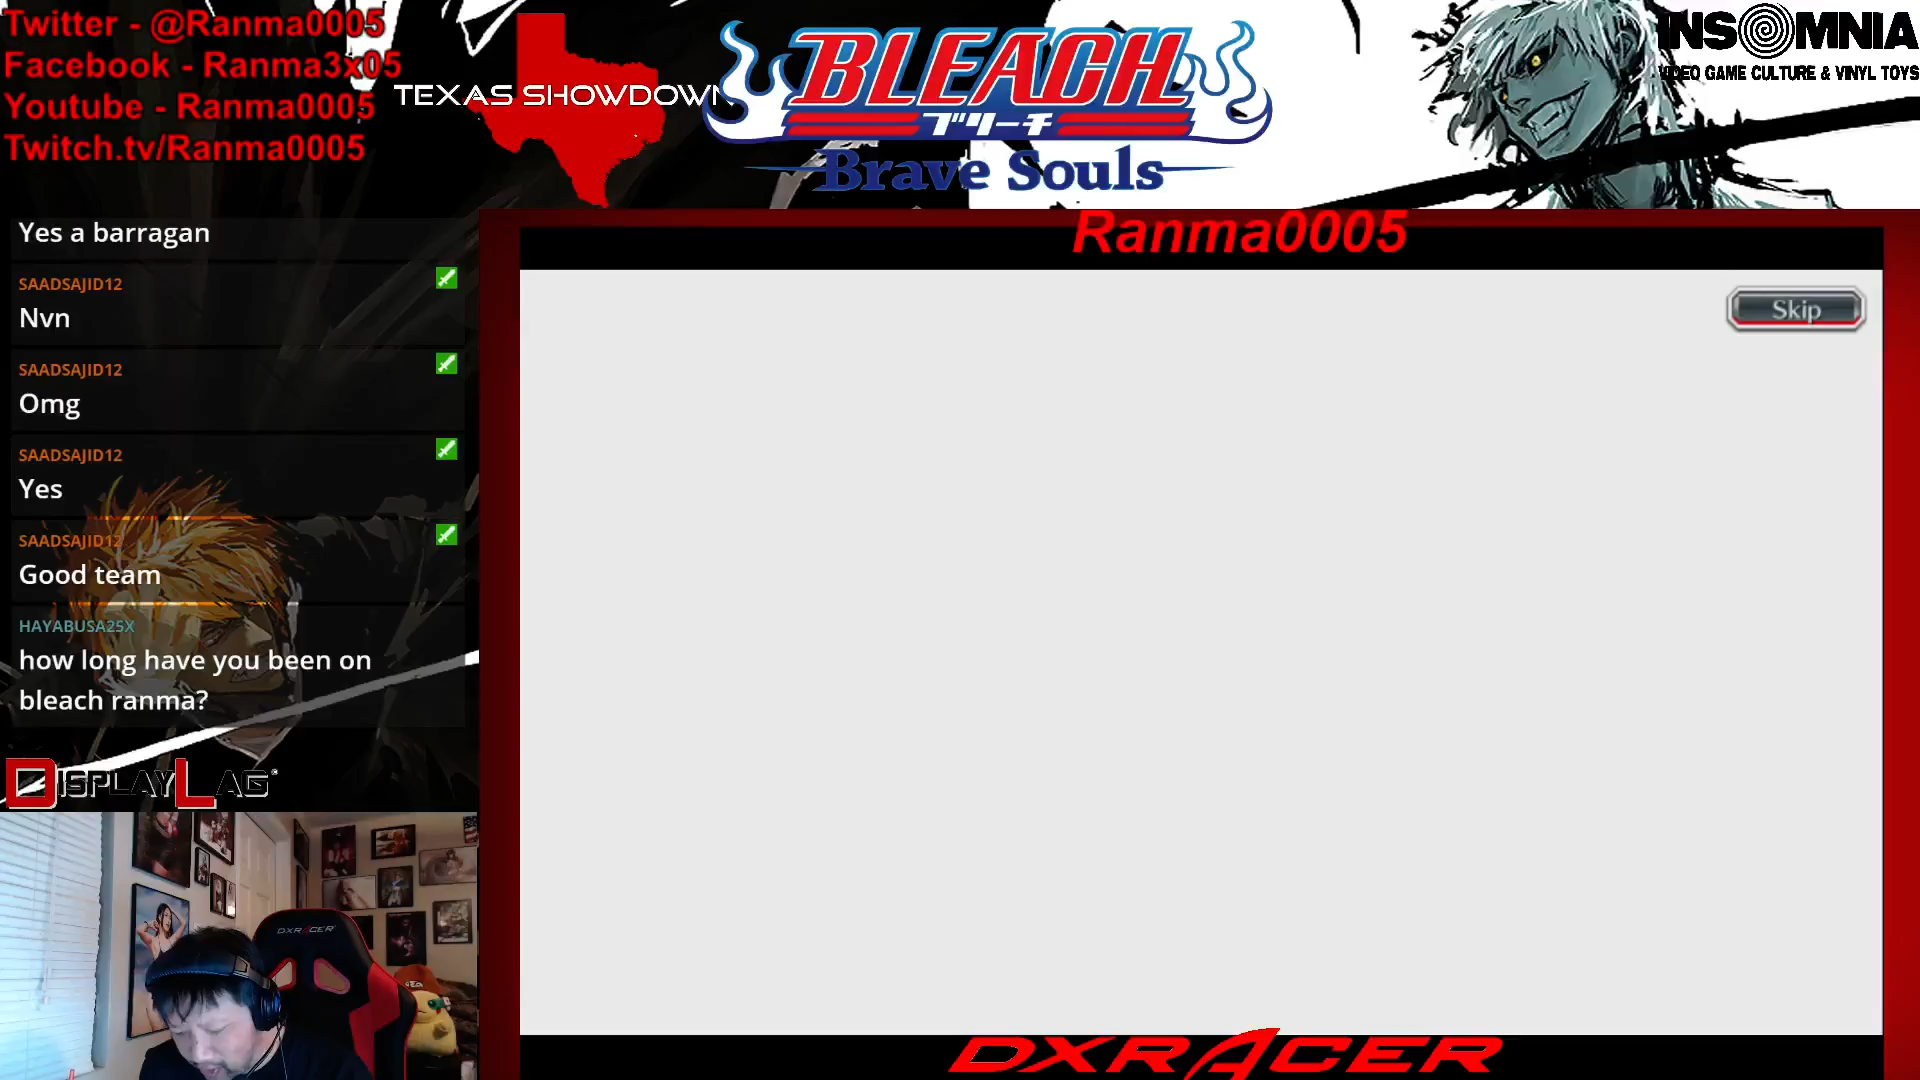 Twitter - @Ranma0005
Facebook - Ranma3x05
Youtube - Ranma0005
Twitch.tv/Ranma0005
TEXAS SHOWDOWN
BLEACH
ブリーチ
Brave Souls
INSOMNIA
VIDEO GAME CULTURE & VINYL TOYS
Ranma0005
Skip
Yes a barragan
SAADSAJID12
Nvn
SAADSAJID12
Omg
SAADSAJID12
Yes
SAADSAJID12
Good team
HAYABUSA25X
how long have you been on
bleach ranma?
DISPLAYLAG
DXRACER
DXRACER